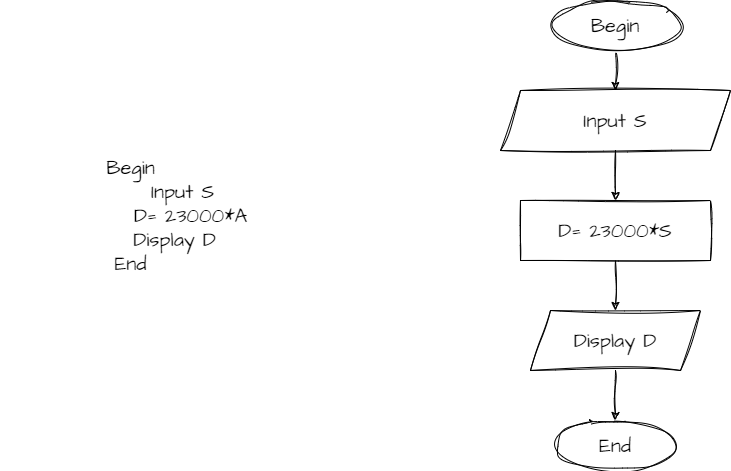 Begin
Input S
D= 23000*A
Display D
End
Begin
Input S
D= 23000*S
Display D
End